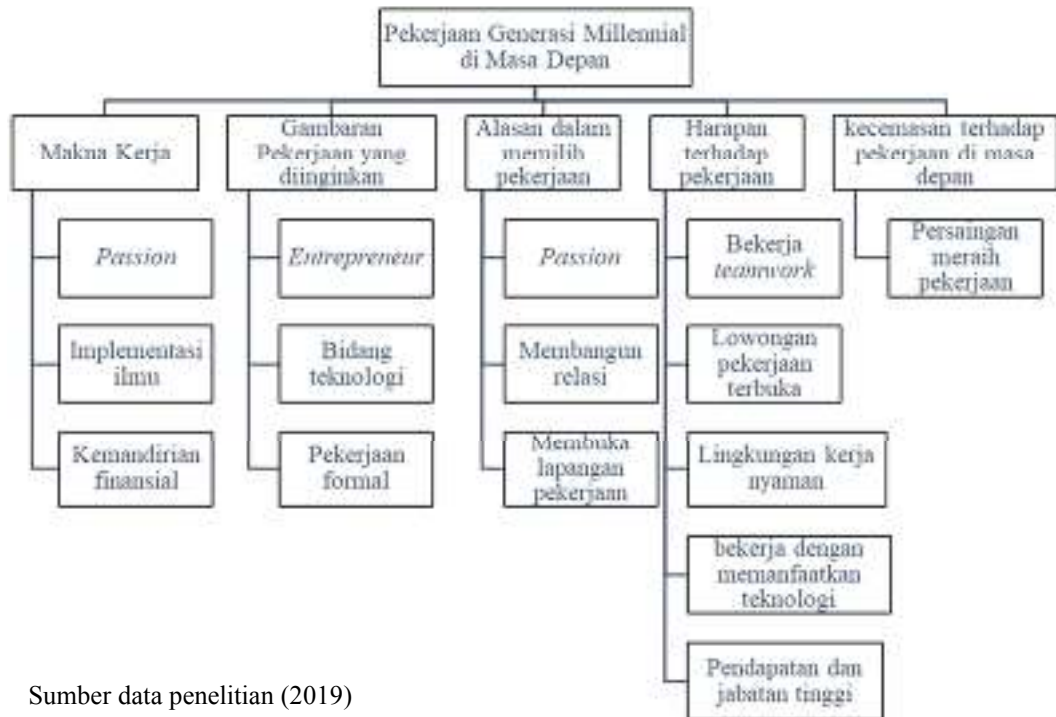 Pekerjaan Generasi Millennial
di Masa Depan
Makna Kerja
Gambaran
Pekerjaan yang
diinginkan
Alasan dalam
memilih
pekerjaan
Harapan
terhadap
pekerjaan
kecemasan terhadap
pekerjaan di masa
depan
Passion
Implementasi
ilmu
Kemandirian
finansial
Entrepreneur
Bidang
teknologi
Pekerjaan
formal
Passion
Membangun
relasi
Membuka
lapangan
pekerjaan
Bekerja
teamwork
Lowongan
pekerjaan
terbuka
Lingkungan kerja
nyaman
bekerja dengan
memanfaatkan
teknologi
Pendapatan dan
jabatan tinggi
Persaingan
meraih
pekerjaan
Sumber data penelitian (2019)